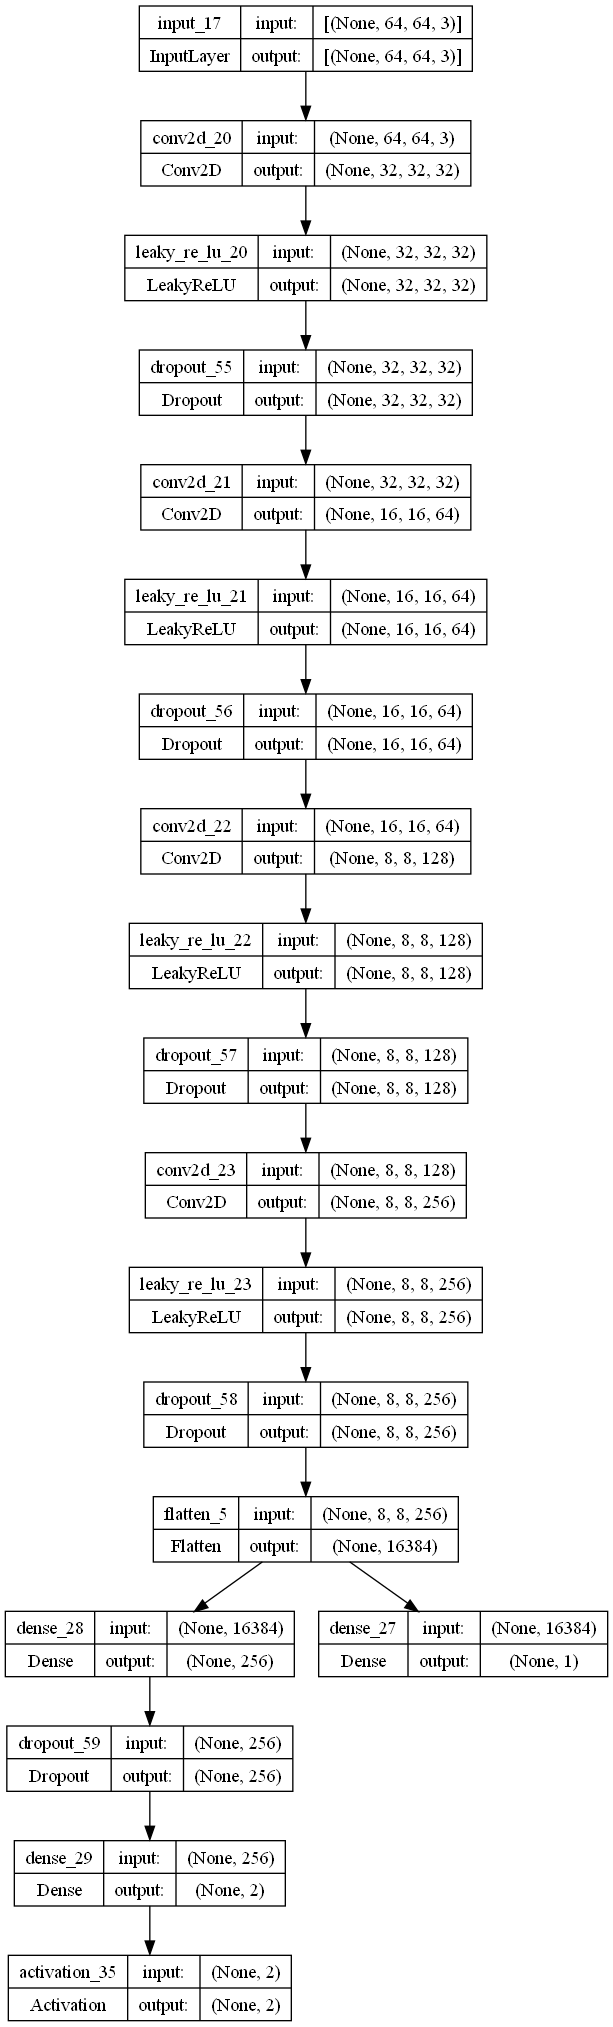 input_17 input: [(None, 64, 64, 3)]
InputLayer output: [(None, 64, 64, 3)]
conv2d_20 input: (None, 64, 64, 3)
Conv2D output: (None, 32, 32, 32)
leaky_re_lu_20 input: (None, 32, 32, 32)
LeakyReLU output: (None, 32, 32, 32)
dropout_55 input: (None, 32, 32, 32)
Dropout output: (None, 32, 32, 32)
conv2d_21 input: (None, 32, 32, 32)
Conv2D output: (None, 16, 16, 64)
leaky_re_lu_21 input: (None, 16, 16, 64)
LeakyReLU output: (None, 16, 16, 64)
dropout_56 input: (None, 16, 16, 64)
Dropout output: (None, 16, 16, 64)
conv2d_22 input: (None, 16, 16, 64)
Conv2D output: (None, 8, 8, 128)
leaky_re_lu_22 input: (None, 8, 8, 128)
LeakyReLU output: (None, 8, 8, 128)
dropout_57 input: (None, 8, 8, 128)
Dropout output: (None, 8, 8, 128)
conv2d_23 input: (None, 8, 8, 128)
Conv2D output: (None, 8, 8, 256)
leaky_re_lu_23 input: (None, 8, 8, 256)
LeakyReLU output: (None, 8, 8, 256)
dropout_58 input: (None, 8, 8, 256)
Dropout output: (None, 8, 8, 256)
flatten_5 input: (None, 8, 8, 256)
Flatten output: (None, 16384)
dense_28 input: (None, 16384)
Dense output: (None, 256)
dense_27 input: (None, 16384)
Dense output: (None, 1)
dropout_59 input: (None, 256)
Dropout output: (None, 256)
dense_29 input: (None, 256)
Dense output: (None, 2)
activation_35 input: (None, 2)
Activation output: (None, 2)